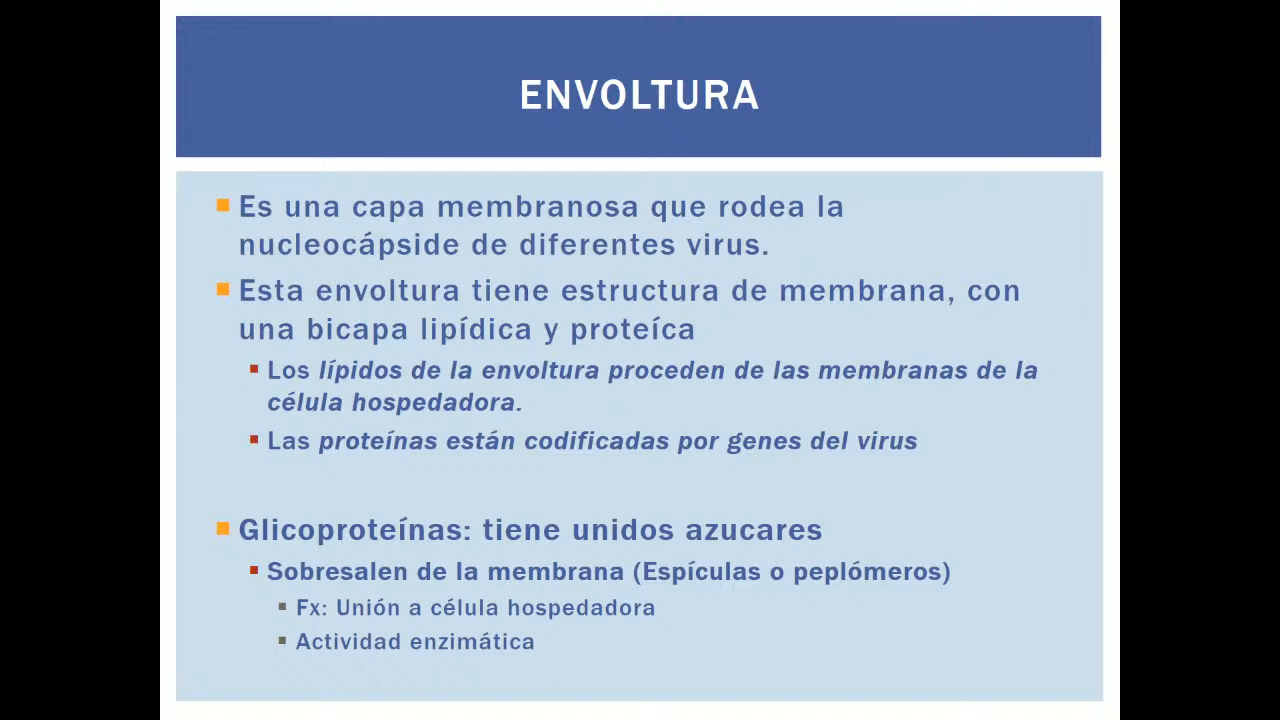 ENVOLTURA
Es una capa membranosa que rodea la
nucleocápside de diferentes virus.
Esta envoltura tiene estructura de membrana, con
una bicapa lipídica y proteíca
Los lípidos de la envoltura proceden de las membranas de la
célula hospedadora.
Las proteínas están codificadas por genes del virus
Glicoproteínas: tiene unidos azucares
Sobresalen de la membrana (Espículas o peplómeros)
Fx: Unión a célula hospedadora
Actividad enzimática